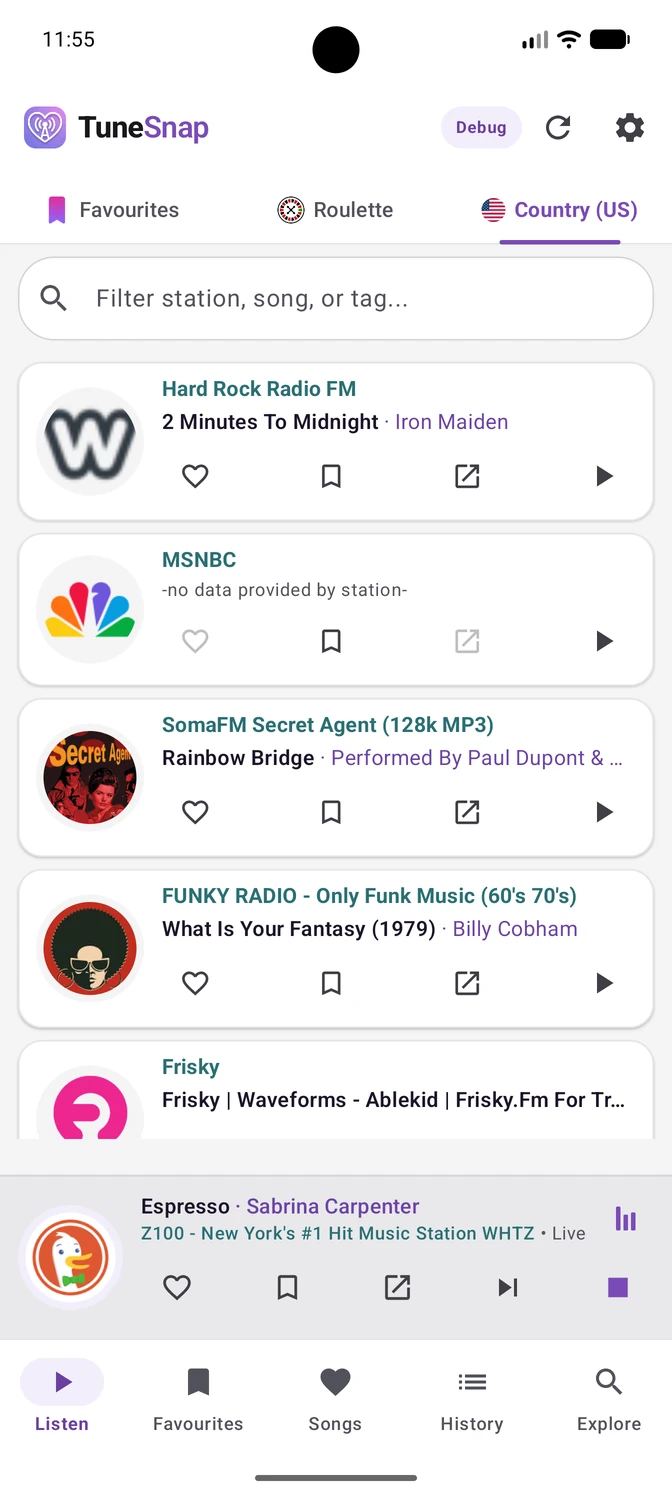 11:55
TuneSnap
Debug
Favourites
Roulette
Country (US)
Filter station, song, or tag...
Hard Rock Radio FM
2 Minutes To Midnight · Iron Maiden
W
MSNBC
-no data provided by station-
SomaFM Secret Agent (128k MP3)
Secret Agen
Rainbow Bridge · Performed By Paul Dupont & …
FUNKY RADIO - Only Funk Music (60's 70's)
What Is Your Fantasy (1979) · Billy Cobham
Frisky
Frisky | Waveforms - Ablekid | Frisky.Fm For Tr…
Espresso · Sabrina Carpenter
Z100 - New York's #1 Hit Music Station WHTZ • Live
Listen
Favourites
Songs
History
Explore